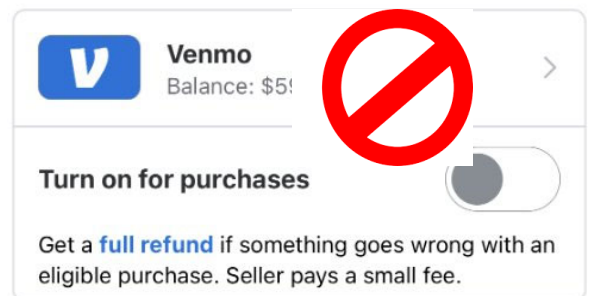 Venmo
Balance: $5
Turn on for purchases
Get a full refund if something goes wrong with an
eligible purchase. Seller pays a small fee.